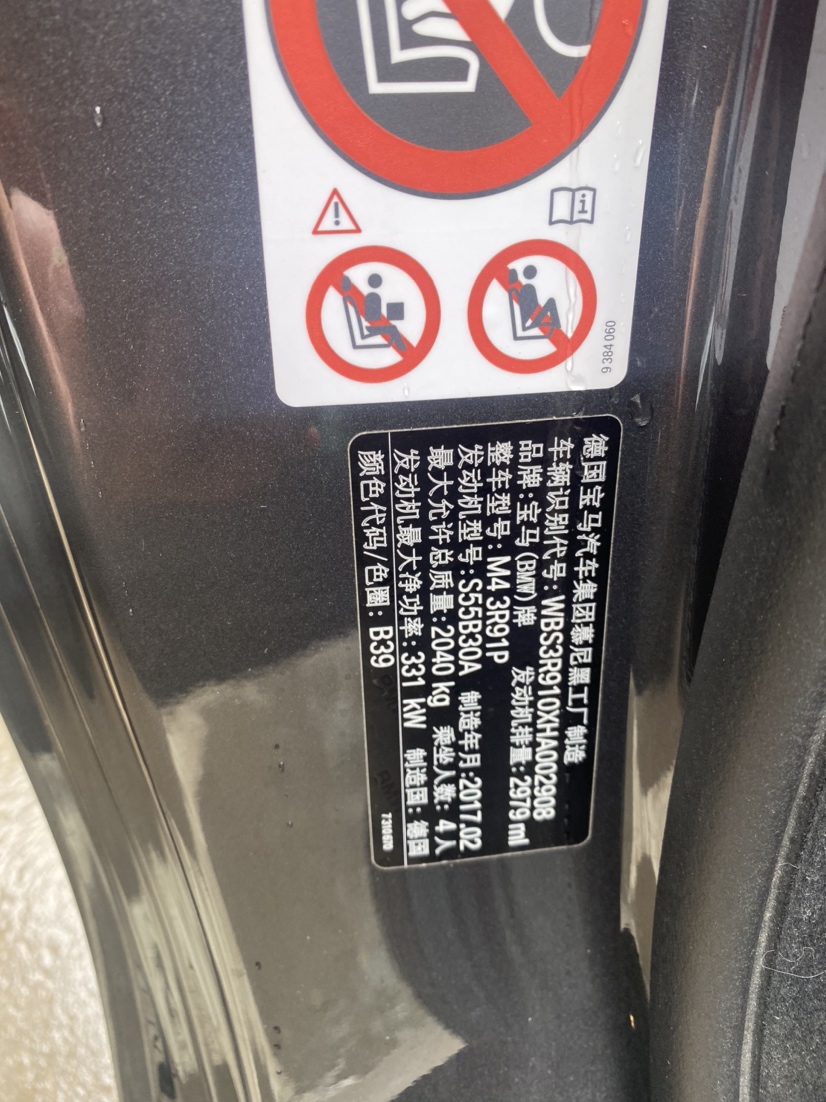 9 384 060
德国宝马汽车集团慕尼黑工厂 制造
车辆识别代号:WBS3R910XHA002908
品牌:宝马(BMW)牌 发动机排量:2979 ml
整车型号:M4 3R91P
发动机型号:S55B30A 制造年月:2017.02
最大允许总质量:2040 kg 乘坐人数:4人
发动机最大净功率:331 kW 制造国:德国
颜色代码/色圈:B39
7310670